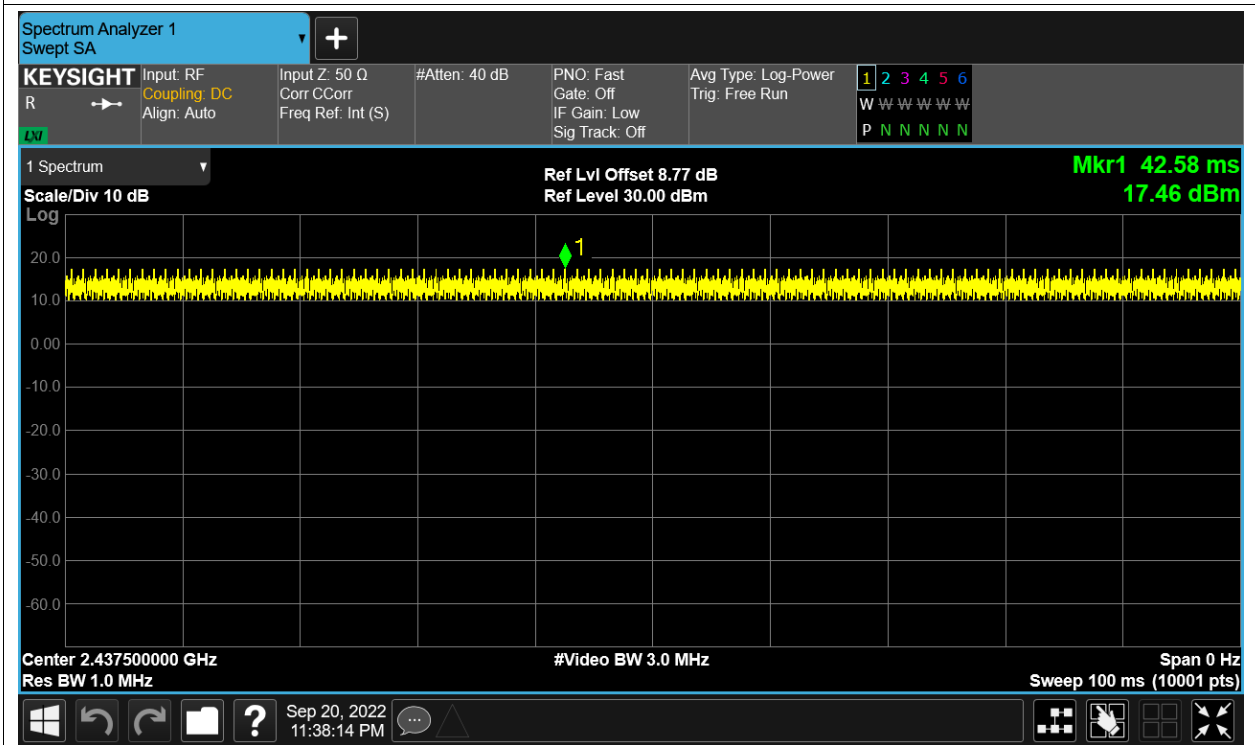 Spectrum Analyzer 1
Swept SA
KEYSIGHT
R
LXI
Input: RF
Coupling: DC
Align: Auto
Input Z: 50 Ω
Corr CCorr
Freq Ref: Int (S)
#Atten: 40 dB
PNO: Fast
Gate: Off
IF Gain: Low
Sig Track: Off
Avg Type: Log-Power
Trig: Free Run
1 2 3 4 5 6
W W W W W W
P N N N N N
1 Spectrum
Scale/Div 10 dB
Log
Ref Lvl Offset 8.77 dB
Ref Level 30.00 dBm
Mkr1 42.58 ms
17.46 dBm
1
20.0
10.0
0.00
-10.0
-20.0
-30.0
-40.0
-50.0
-60.0
Center 2.437500000 GHz
Res BW 1.0 MHz
#Video BW 3.0 MHz
Span 0 Hz
Sweep 100 ms (10001 pts)
?
Sep 20, 2022
11:38:14 PM